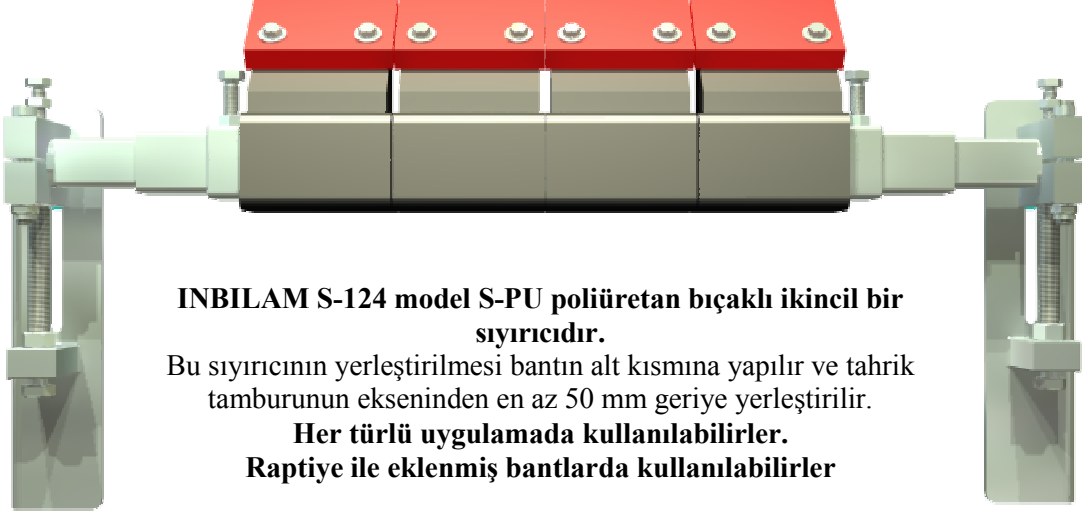 INBILAM S-124 model S-PU poliüretan bıçaklı ikincil bir
sıyırıcıdır.
Bu sıyırıcının yerleştirilmesi bantın alt kısmına yapılır ve tahrik
tamburunun ekseninden en az 50 mm geriye yerleştirilir.
Her türlü uygulamada kullanılabilirler.
Raptiye ile eklenmiş bantlarda kullanılabilirler